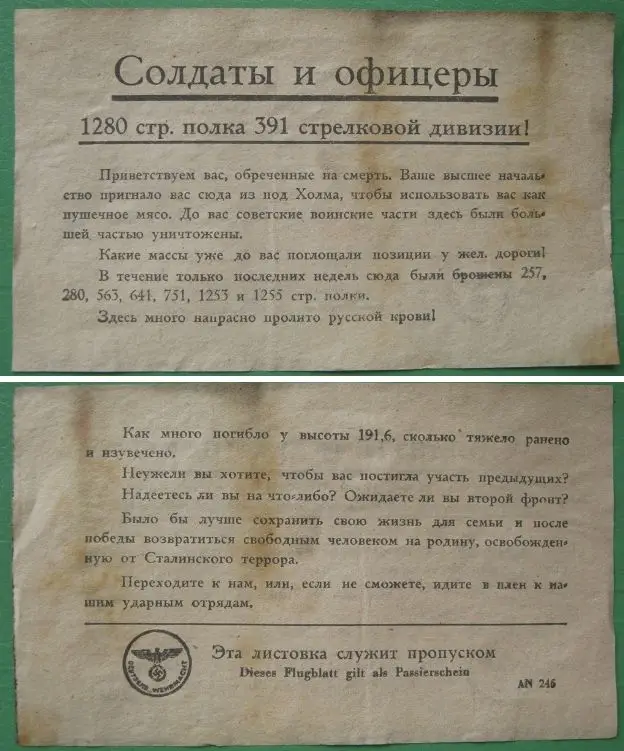 Солдаты и офицеры
1280 стр. полка 391 стрелковой дивизии!
Приветствуем вас, обреченные на смерть. Ваше высшее началь-
ство пригнало вас сюда из под Холма, чтобы использовать вас как
пушечное мясо. До вас советские воинские части здесь были боль-
шей частью уничтожены.
Какие массы уже до вас поглощали позиции у жел. дороги!
В течение только последних недель сюда были брошены 257,
280, 563, 641, 751, 1253 и 1255 стр. полки.
Здесь много напрасно пролито русской крови!
Как много погибло у высоты 191,6, сколько тяжело ранено
и изувечено.
Неужели вы хотите, чтобы вас постигла участь предыдущих?
Надеетесь ли вы на что-либо? Ожидаете ли вы второй фронт?
Было бы лучше сохранить свою жизнь для семьи и после
победы возвратиться свободным человеком на родину, освобожден-
ную от Сталинского террора.
Переходите к нам, или, если не сможете, идите в плен к на-
шим ударным отрядам.
DEUTSCHE WEHRMACHT
Эта листовка служит пропуском
Dieses Flugblatt gilt als Passierschein
AN 246